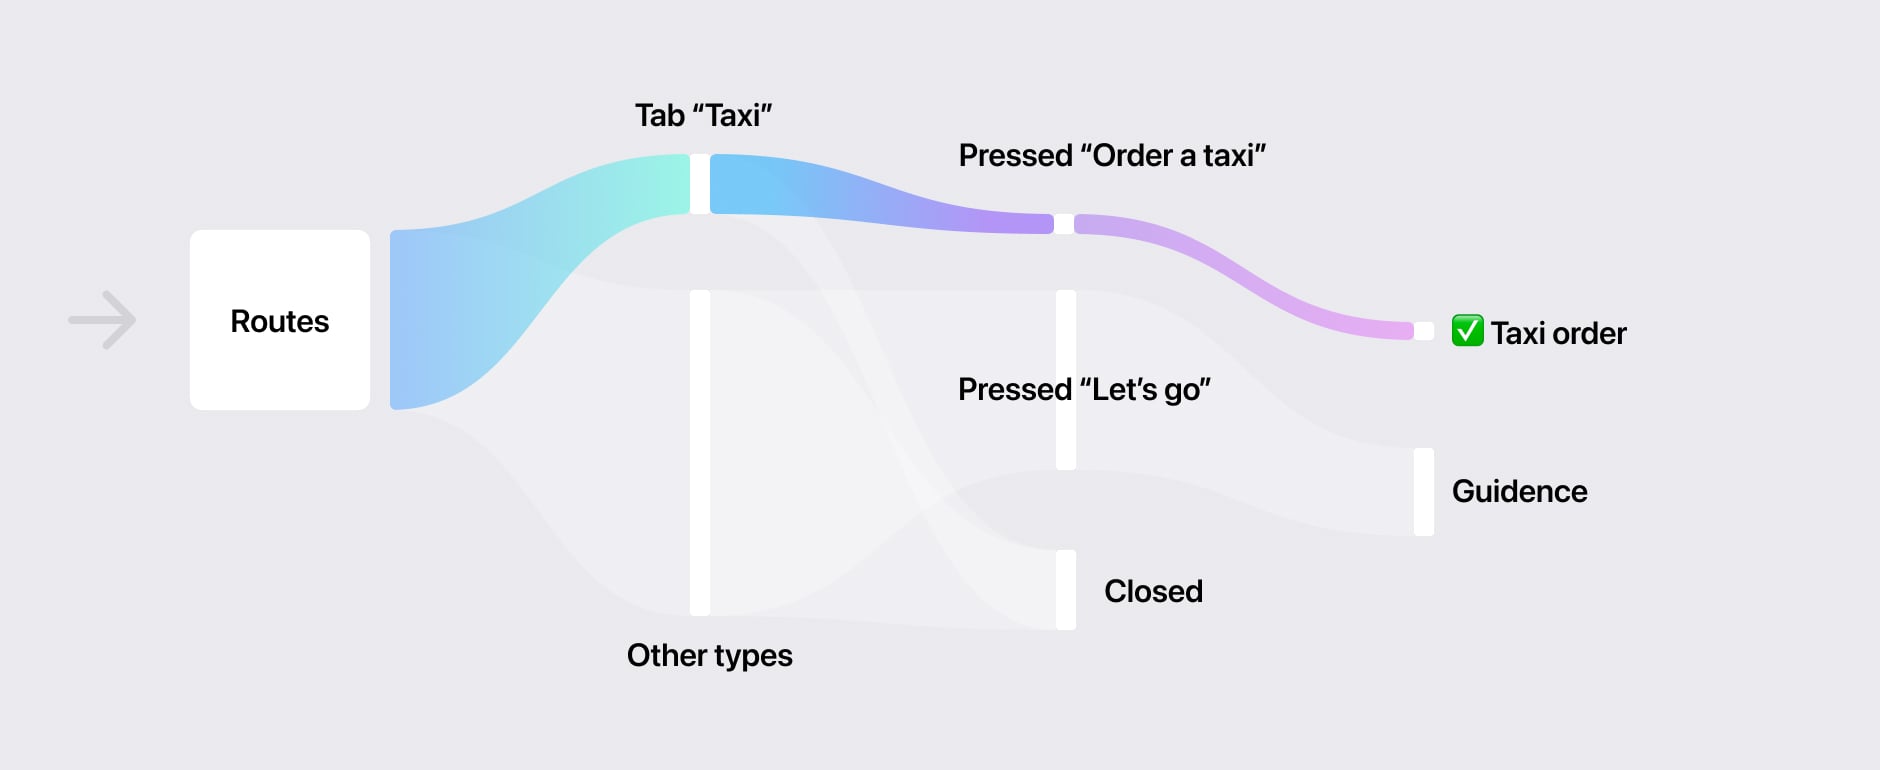 Tab “Taxi”
Pressed “Order a taxi”
Routes
✅ Taxi order
Pressed “Let’s go”
Guidence
Closed
Other types